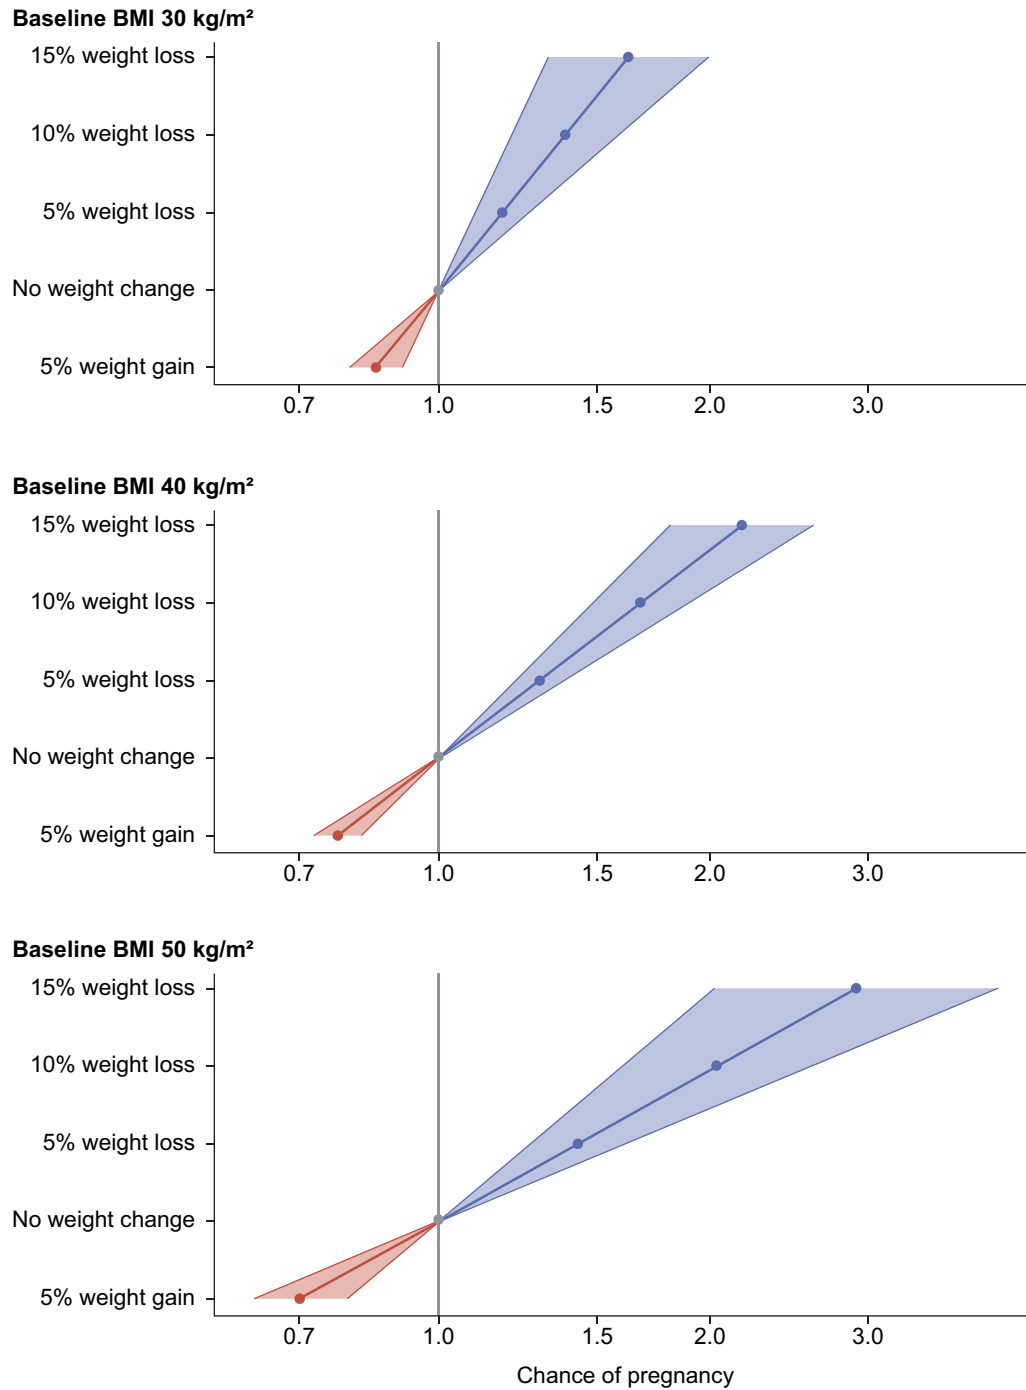 Baseline BMI 30 kg/m²
15% weight loss
10% weight loss
5% weight loss
No weight change
5% weight gain
0.7 1.0 1.5 2.0 3.0
Baseline BMI 40 kg/m²
15% weight loss
10% weight loss
5% weight loss
No weight change
5% weight gain
0.7 1.0 1.5 2.0 3.0
Baseline BMI 50 kg/m²
15% weight loss
10% weight loss
5% weight loss
No weight change
5% weight gain
0.7 1.0 1.5 2.0 3.0
Chance of pregnancy